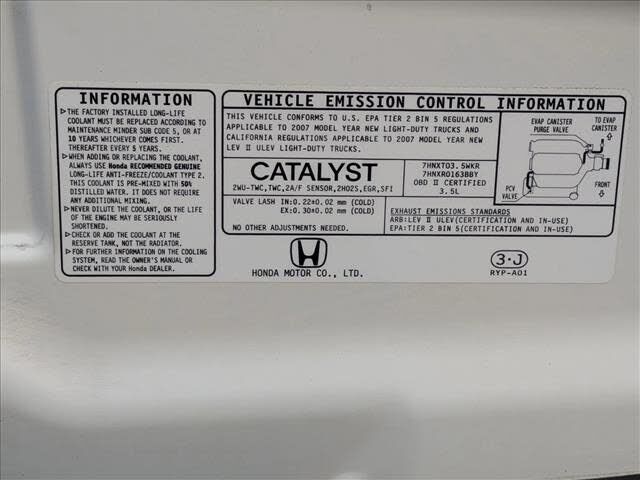 INFORMATION
▷THE FACTORY INSTALLED LONG-LIFE
COOLANT MUST BE REPLACED ACCORDING TO
MAINTENANCE MINDER SUB CODE 5, OR AT
10 YEARS WHICHEVER COMES FIRST.
THEREAFTER EVERY 5 YEARS.
▷WHEN ADDING OR REPLACING THE COOLANT,
ALWAYS USE Honda RECOMMENDED GENUINE
LONG-LIFE ANTI-FREEZE/COOLANT TYPE 2.
THIS COOLANT IS PRE-MIXED WITH 50%
DISTILLED WATER. IT DOES NOT REQUIRE
ANY ADDITIONAL MIXING.
▷NEVER DILUTE THE COOLANT, OR THE LIFE
OF THE ENGINE MAY BE SERIOUSLY
SHORTENED.
▷CHECK OR ADD THE COOLANT AT THE
RESERVE TANK, NOT THE RADIATOR.
▷FOR FURTHER INFORMATION ON THE COOLING
SYSTEM, READ THE OWNER'S MANUAL OR
CHECK WITH YOUR Honda DEALER.
VEHICLE EMISSION CONTROL INFORMATION
THIS VEHICLE CONFORMS TO U.S. EPA TIER 2 BIN 5 REGULATIONS
APPLICABLE TO 2007 MODEL YEAR NEW LIGHT-DUTY TRUCKS AND
CALIFORNIA REGULATIONS APPLICABLE TO 2007 MODEL YEAR NEW
LEV II ULEV LIGHT-DUTY TRUCKS.
CATALYST
2WU-TWC,TWC,2A/F SENSOR,2HO2S,EGR,SFI
7HNXT03.5WKR
7HNXR0163BBY
OBD II CERTIFIED
3.5L
VALVE LASH IN:0.22±0.02 mm (COLD)
EX:0.30±0.02 mm (COLD)
NO OTHER ADJUSTMENTS NEEDED.
EXHAUST EMISSIONS STANDARDS
ARB:LEV II ULEV(CERTIFICATION AND IN-USE)
EPA:TIER 2 BIN 5(CERTIFICATION AND IN-USE)
EVAP CANISTER
PURGE VALVE
TO EVAP
CANISTER
PCV
VALVE
FRONT
HONDA MOTOR CO., LTD.
3·J
RYP-A01